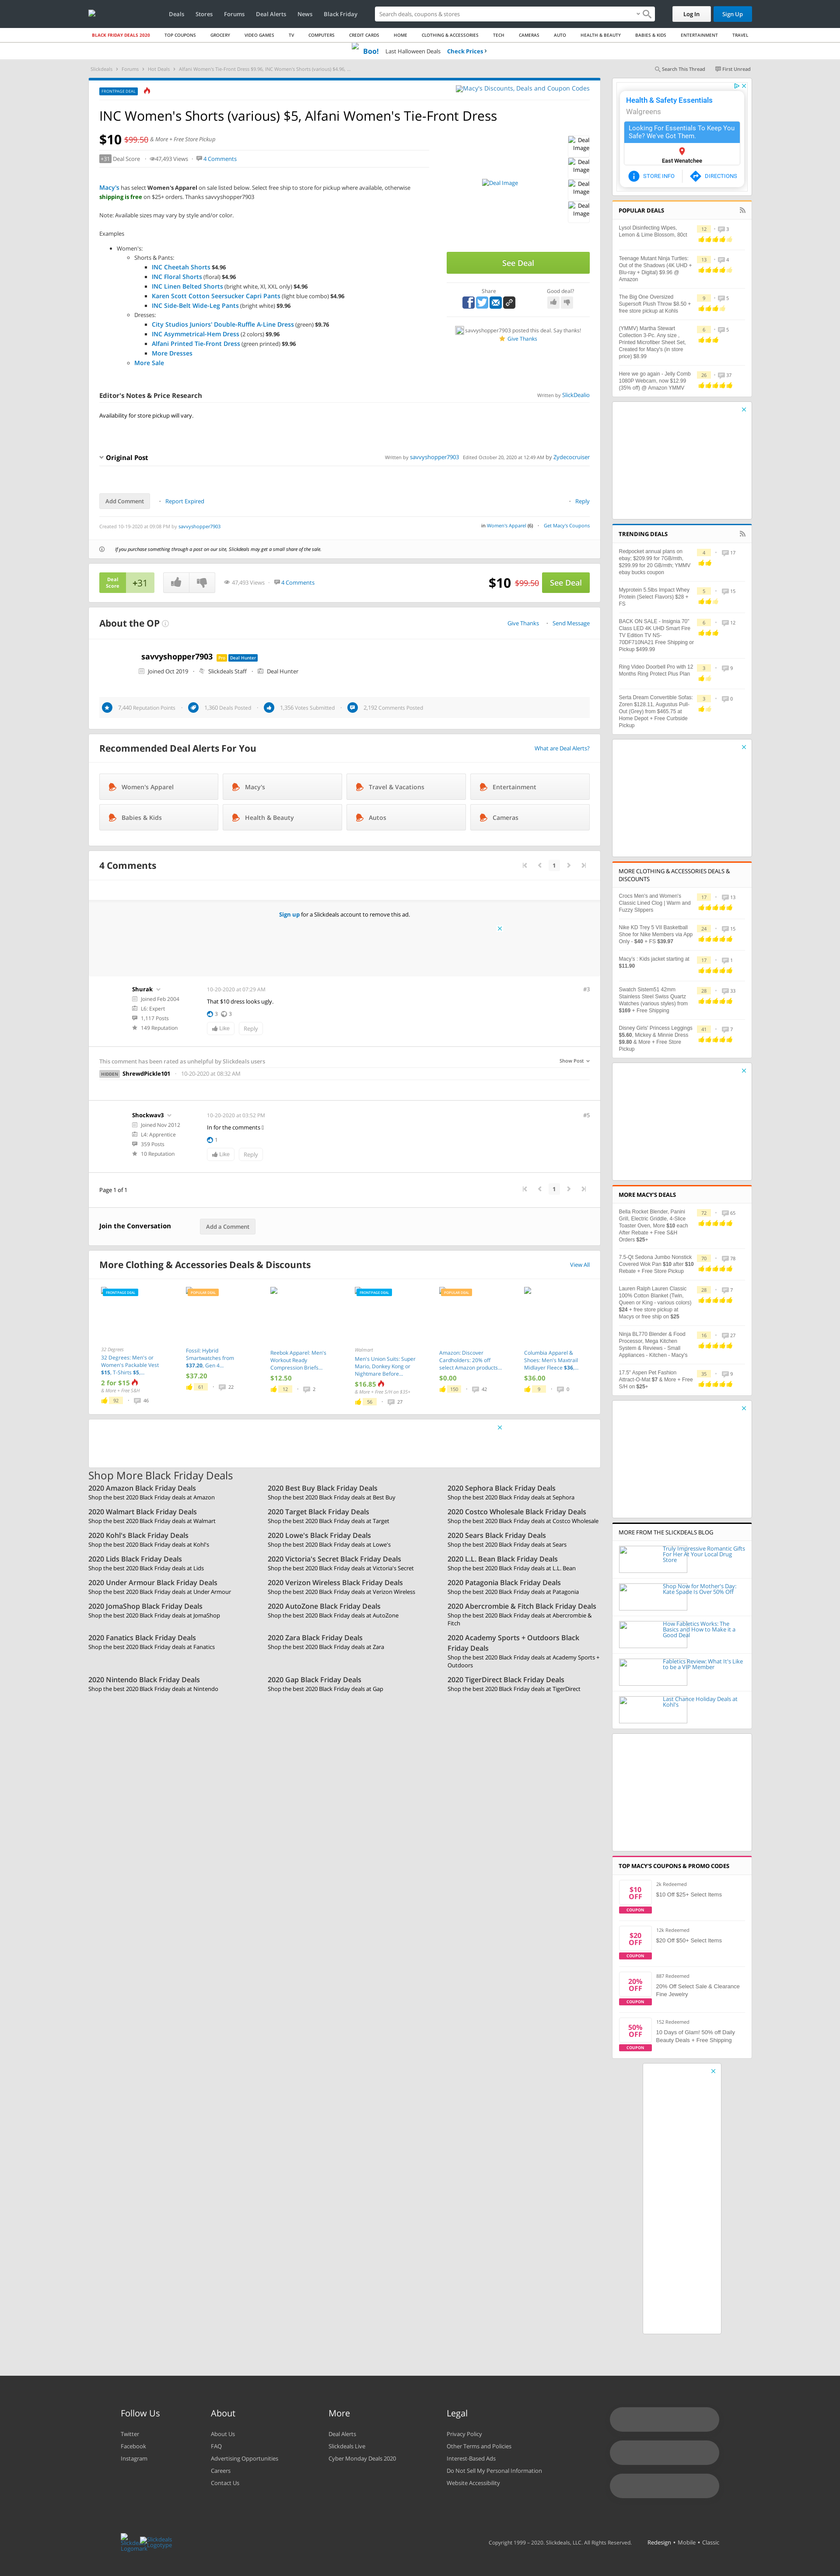 Deals Stores Forums Deal Alerts News Black Friday
Search deals, coupons & stores
Log In Sign Up
BLACK FRIDAY DEALS 2020 TOP COUPONS GROCERY VIDEO GAMES TV COMPUTERS CREDIT CARDS HOME CLOTHING & ACCESSORIES TECH CAMERAS AUTO HEALTH & BEAUTY BABIES & KIDS ENTERTAINMENT TRAVEL
Boo! Last Halloween Deals Check Prices
Slickdeals Forums Hot Deals Alfani Women's Tie-Front Dress $9.96, INC Women's Shorts (various) $4.96, ...
Search This Thread First Unread
FRONTPAGE DEAL
Macy's Discounts, Deals and Coupon Codes
INC Women's Shorts (various) $5, Alfani Women's Tie-Front Dress
$10 $99.50 & More + Free Store Pickup
+31 Deal Score 47,493 Views 4 Comments
Deal Image
Deal Image
Deal Image
Deal Image
Deal Image
Macy's has select Women's Apparel on sale listed below. Select free ship to store for pickup where available, otherwise
shipping is free on $25+ orders. Thanks savvyshopper7903
Note: Available sizes may vary by style and/or color.
Examples
Women's:
Shorts & Pants:
INC Cheetah Shorts $4.96
INC Floral Shorts (floral) $4.96
INC Linen Belted Shorts (bright white, Xl, XXL only) $4.96
Karen Scott Cotton Seersucker Capri Pants (light blue combo) $4.96
INC Side-Belt Wide-Leg Pants (bright white) $9.96
Dresses:
City Studios Juniors' Double-Ruffle A-Line Dress (green) $9.76
INC Asymmetrical-Hem Dress (2 colors) $9.96
Alfani Printed Tie-Front Dress (green printed) $9.96
More Dresses
More Sale
See Deal
Share Good deal?
savvyshopper7903 posted this deal. Say thanks!
Give Thanks
Editor's Notes & Price Research Written by SlickDealio
Availability for store pickup will vary.
Original Post Written by savvyshopper7903 Edited October 20, 2020 at 12:49 AM by Zydecocruiser
Add Comment Report Expired Reply
Created 10-19-2020 at 09:06 PM by savvyshopper7903
in Women's Apparel (6) Get Macy's Coupons
If you purchase something through a post on our site, Slickdeals may get a small share of the sale.
Deal Score +31 47,493 Views 4 Comments $10 $99.50 See Deal
About the OP Give Thanks Send Message
savvyshopper7903 Pro Deal Hunter
Joined Oct 2019 Slickdeals Staff Deal Hunter
7,440 Reputation Points 1,360 Deals Posted 1,356 Votes Submitted 2,192 Comments Posted
Recommended Deal Alerts For You What are Deal Alerts?
Women's Apparel Macy's Travel & Vacations Entertainment
Babies & Kids Health & Beauty Autos Cameras
4 Comments 1
Sign up for a Slickdeals account to remove this ad.
Shurak 10-20-2020 at 07:29 AM #3
Joined Feb 2004
L6: Expert
1,117 Posts
149 Reputation
That $10 dress looks ugly.
3 3
Like Reply
This comment has been rated as unhelpful by Slickdeals users Show Post
HIDDEN ShrewdPickle101 10-20-2020 at 08:32 AM
Shockwav3 10-20-2020 at 03:52 PM #5
Joined Nov 2012
L4: Apprentice
359 Posts
10 Reputation
In for the comments
1
Like Reply
Page 1 of 1 1
Join the Conversation Add a Comment
More Clothing & Accessories Deals & Discounts View All
FRONTPAGE DEAL
32 Degrees
32 Degrees: Men's or Women's Packable Vest $15, T-Shirts $5,...
2 for $15
& More + Free S&H
92 46
Fossil: Hybrid Smartwatches from $37.20, Gen 4...
$37.20
61 22
Reebok Apparel: Men's Workout Ready Compression Briefs...
$12.50
12 2
FRONTPAGE DEAL
Walmart
Men's Union Suits: Super Mario, Donkey Kong or Nightmare Before...
$16.85
& More + Free S/H on $35+
56 27
Amazon: Discover Cardholders: 20% off select Amazon products...
$0.00
150 42
Columbia Apparel & Shoes: Men's Maxtrail Midlayer Fleece $36,...
$36.00
9 0
Shop More Black Friday Deals
2020 Amazon Black Friday Deals
Shop the best 2020 Black Friday deals at Amazon
2020 Best Buy Black Friday Deals
Shop the best 2020 Black Friday deals at Best Buy
2020 Sephora Black Friday Deals
Shop the best 2020 Black Friday deals at Sephora
2020 Walmart Black Friday Deals
Shop the best 2020 Black Friday deals at Walmart
2020 Target Black Friday Deals
Shop the best 2020 Black Friday deals at Target
2020 Costco Wholesale Black Friday Deals
Shop the best 2020 Black Friday deals at Costco Wholesale
2020 Kohl's Black Friday Deals
Shop the best 2020 Black Friday deals at Kohl's
2020 Lowe's Black Friday Deals
Shop the best 2020 Black Friday deals at Lowe's
2020 Sears Black Friday Deals
Shop the best 2020 Black Friday deals at Sears
2020 Lids Black Friday Deals
Shop the best 2020 Black Friday deals at Lids
2020 Victoria's Secret Black Friday Deals
Shop the best 2020 Black Friday deals at Victoria's Secret
2020 L.L. Bean Black Friday Deals
Shop the best 2020 Black Friday deals at L.L. Bean
2020 Under Armour Black Friday Deals
Shop the best 2020 Black Friday deals at Under Armour
2020 Verizon Wireless Black Friday Deals
Shop the best 2020 Black Friday deals at Verizon Wireless
2020 Patagonia Black Friday Deals
Shop the best 2020 Black Friday deals at Patagonia
2020 JomaShop Black Friday Deals
Shop the best 2020 Black Friday deals at JomaShop
2020 AutoZone Black Friday Deals
Shop the best 2020 Black Friday deals at AutoZone
2020 Abercrombie & Fitch Black Friday Deals
Shop the best 2020 Black Friday deals at Abercrombie & Fitch
2020 Fanatics Black Friday Deals
Shop the best 2020 Black Friday deals at Fanatics
2020 Zara Black Friday Deals
Shop the best 2020 Black Friday deals at Zara
2020 Academy Sports + Outdoors Black Friday Deals
Shop the best 2020 Black Friday deals at Academy Sports + Outdoors
2020 Nintendo Black Friday Deals
Shop the best 2020 Black Friday deals at Nintendo
2020 Gap Black Friday Deals
Shop the best 2020 Black Friday deals at Gap
2020 TigerDirect Black Friday Deals
Shop the best 2020 Black Friday deals at TigerDirect
Health & Safety Essentials
Walgreens
Looking For Essentials To Keep You Safe? We've Got Them.
East Wenatchee
STORE INFO DIRECTIONS
POPULAR DEALS
Lysol Disinfecting Wipes, Lemon & Lime Blossom, 80ct 12 3
Teenage Mutant Ninja Turtles: Out of the Shadows (4K UHD + Blu-ray + Digital) $9.96 @ Amazon 13 4
The Big One Oversized Supersoft Plush Throw $8.50 + free store pickup at Kohls 9 5
[YMMV] Martha Stewart Collection 3-Pc. Any size , Printed Microfiber Sheet Set, Created for Macy's (in store price) $6.99 6 5
Here we go again - Jelly Comb 1080P Webcam, now $12.99 (35% off) @ Amazon YMMV 26 37
TRENDING DEALS
Redpocket annual plans on ebay; $209.99 for 7GB/mth, $299.99 for 20 GB/mth; YMMV ebay bucks coupon 4 17
Myprotein 5.5lbs Impact Whey Protein (Select Flavors) $28 + FS 5 15
BACK ON SALE - Insignia 70" Class LED 4K UHD Smart Fire TV Edition TV NS-70DF710NA21 Free Shipping or Pickup $499.99 6 12
Ring Video Doorbell Pro with 12 Months Ring Protect Plus Plan 3 9
Serta Dream Convertible Sofas: Zoren $128.11, Augustus Pull-Out (Grey) from $465.75 at Home Depot + Free Curbside Pickup 3 0
MORE CLOTHING & ACCESSORIES DEALS & DISCOUNTS
Crocs Men's and Women's Classic Lined Clog | Warm and Fuzzy Slippers 17 13
Nike KD Trey 5 VII Basketball Shoe for Nike Members via App Only - $40 + FS $39.97 24 15
Macy's : Kids jacket starting at $11.90 17 1
Swatch Sistem51 42mm Stainless Steel Swiss Quartz Watches (various styles) from $169 + Free Shipping 28 33
Disney Girls' Princess Leggings $5.60, Mickey & Minnie Dress $9.80 & More + Free Store Pickup 41 7
MORE MACY'S DEALS
Bella Rocket Blender, Panini Grill, Electric Griddle, 4-Slice Toaster Oven, More $10 each After Rebate + Free S&H Orders $25+ 72 65
7.5-Qt Sedona Jumbo Nonstick Covered Wok Pan $10 after $10 Rebate + Free Store Pickup 70 78
Lauren Ralph Lauren Classic 100% Cotton Blanket (Twin, Queen or King - various colors) $24 + free store pickup at Macys or free ship on $25 28 7
Ninja BL770 Blender & Food Processor, Mega Kitchen System & Reviews - Small Appliances - Kitchen - Macy's 16 27
17.5" Aspen Pet Fashion Attract-O-Mat $7 & More + Free S/H on $25+ 35 9
MORE FROM THE SLICKDEALS BLOG
Truly Impressive Romantic Gifts For Her At Your Local Drug Store
Shop Now for Mother's Day: Kate Spade Is Over 50% Off
How Fabletics Works: The Basics and How to Make it a Good Deal
Fabletics Review: What It's Like to be a VIP Member
Last Chance Holiday Deals at Kohl's
TOP MACY'S COUPONS & PROMO CODES
$10 OFF COUPON 2k Redeemed
$10 Off $25+ Select Items
$20 OFF COUPON 12k Redeemed
$20 Off $50+ Select Items
20% OFF COUPON 887 Redeemed
20% Off Select Sale & Clearance Fine Jewelry
50% OFF COUPON 152 Redeemed
10 Days of Glam! 50% off Daily Beauty Deals + Free Shipping
Follow Us
Twitter
Facebook
Instagram
About
About Us
FAQ
Advertising Opportunities
Careers
Contact Us
More
Deal Alerts
Slickdeals Live
Cyber Monday Deals 2020
Legal
Privacy Policy
Other Terms and Policies
Interest-Based Ads
Do Not Sell My Personal Information
Website Accessibility
Slickdeals Logomark Slickdeals Logotype
Copyright 1999 – 2020. Slickdeals, LLC. All Rights Reserved. Redesign • Mobile • Classic